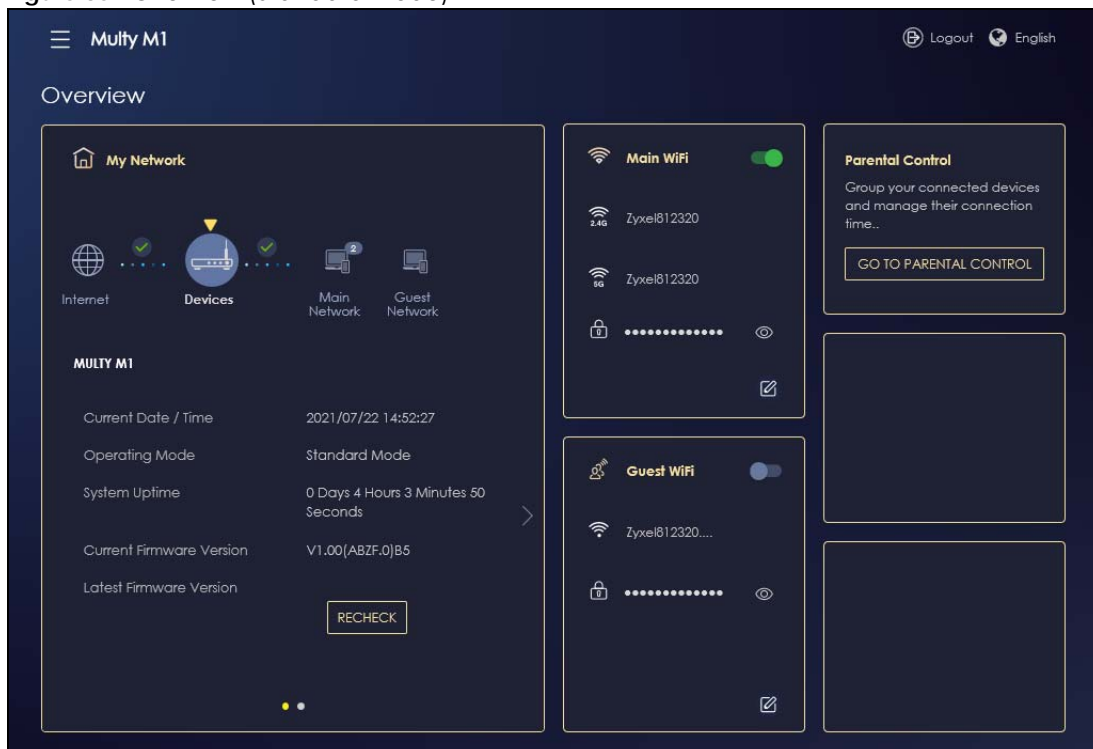 Multy M1
Logout
English
Overview
My Network
Internet
Devices
Main
Network
2
Guest
Network
MULTY M1
Current Date / Time 2021/07/22 14:52:27
Operating Mode Standard Mode
System Uptime 0 Days 4 Hours 3 Minutes 50
Seconds
Current Firmware Version V1.00(ABZF.0)B5
Latest Firmware Version
RECHECK
Main WiFi
2.4G Zyxel812320
5G Zyxel812320
•••••••••••••
Guest WiFi
Zyxel812320....
•••••••••••••
Parental Control
Group your connected devices
and manage their connection
time..
GO TO PARENTAL CONTROL